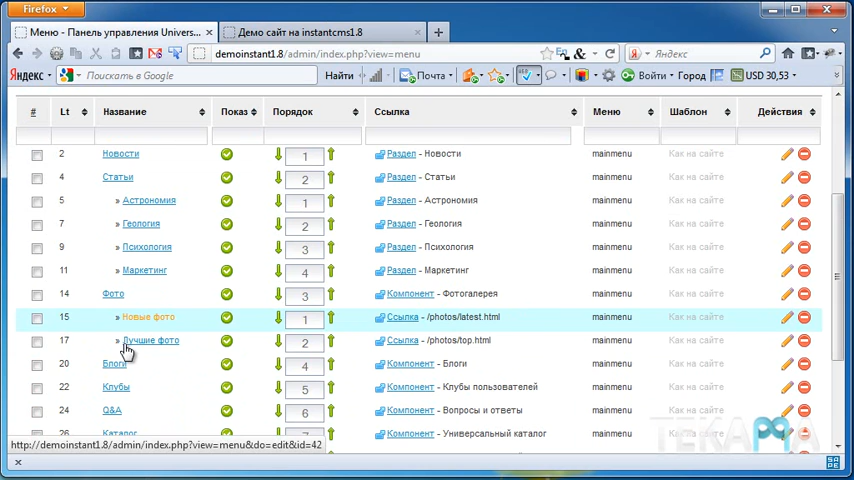 Firefox
Меню - Панель управления Univers...
Демо сайт на instantcms1.8
demoinstant1.8/admin/index.php?view=menu
Яндекс
Яндекс
Поиск в Google
Найти
Почта
Войти
Город
USD 30,53
# Lt Название Показ Порядок Ссылка Меню Шаблон Действия
2 Новости 1 Раздел - Новости mainmenu Как на сайте
4 Статьи 2 Раздел - Статьи mainmenu Как на сайте
5 » Астрономия 1 Раздел - Астрономия mainmenu Как на сайте
7 » Геология 2 Раздел - Геология mainmenu Как на сайте
9 » Психология 3 Раздел - Психология mainmenu Как на сайте
11 » Маркетинг 4 Раздел - Маркетинг mainmenu Как на сайте
14 Фото 3 Компонент - Фотогалерея mainmenu Как на сайте
15 » Новые фото 1 Ссылка - /photos/latest.html mainmenu Как на сайте
17 » Лучшие фото 2 Ссылка - /photos/top.html mainmenu Как на сайте
20 Блоги 4 Компонент - Блоги mainmenu Как на сайте
22 Клубы 5 Компонент - Клубы пользователей mainmenu Как на сайте
24 Q&A 6 Компонент - Вопросы и ответы mainmenu Как на сайте
26 Каталог 7 Компонент - Универсальный каталог mainmenu Как на сайте
http://demoinstant1.8/admin/index.php?view=menu&do=edit&id=42
ТЕКАМА